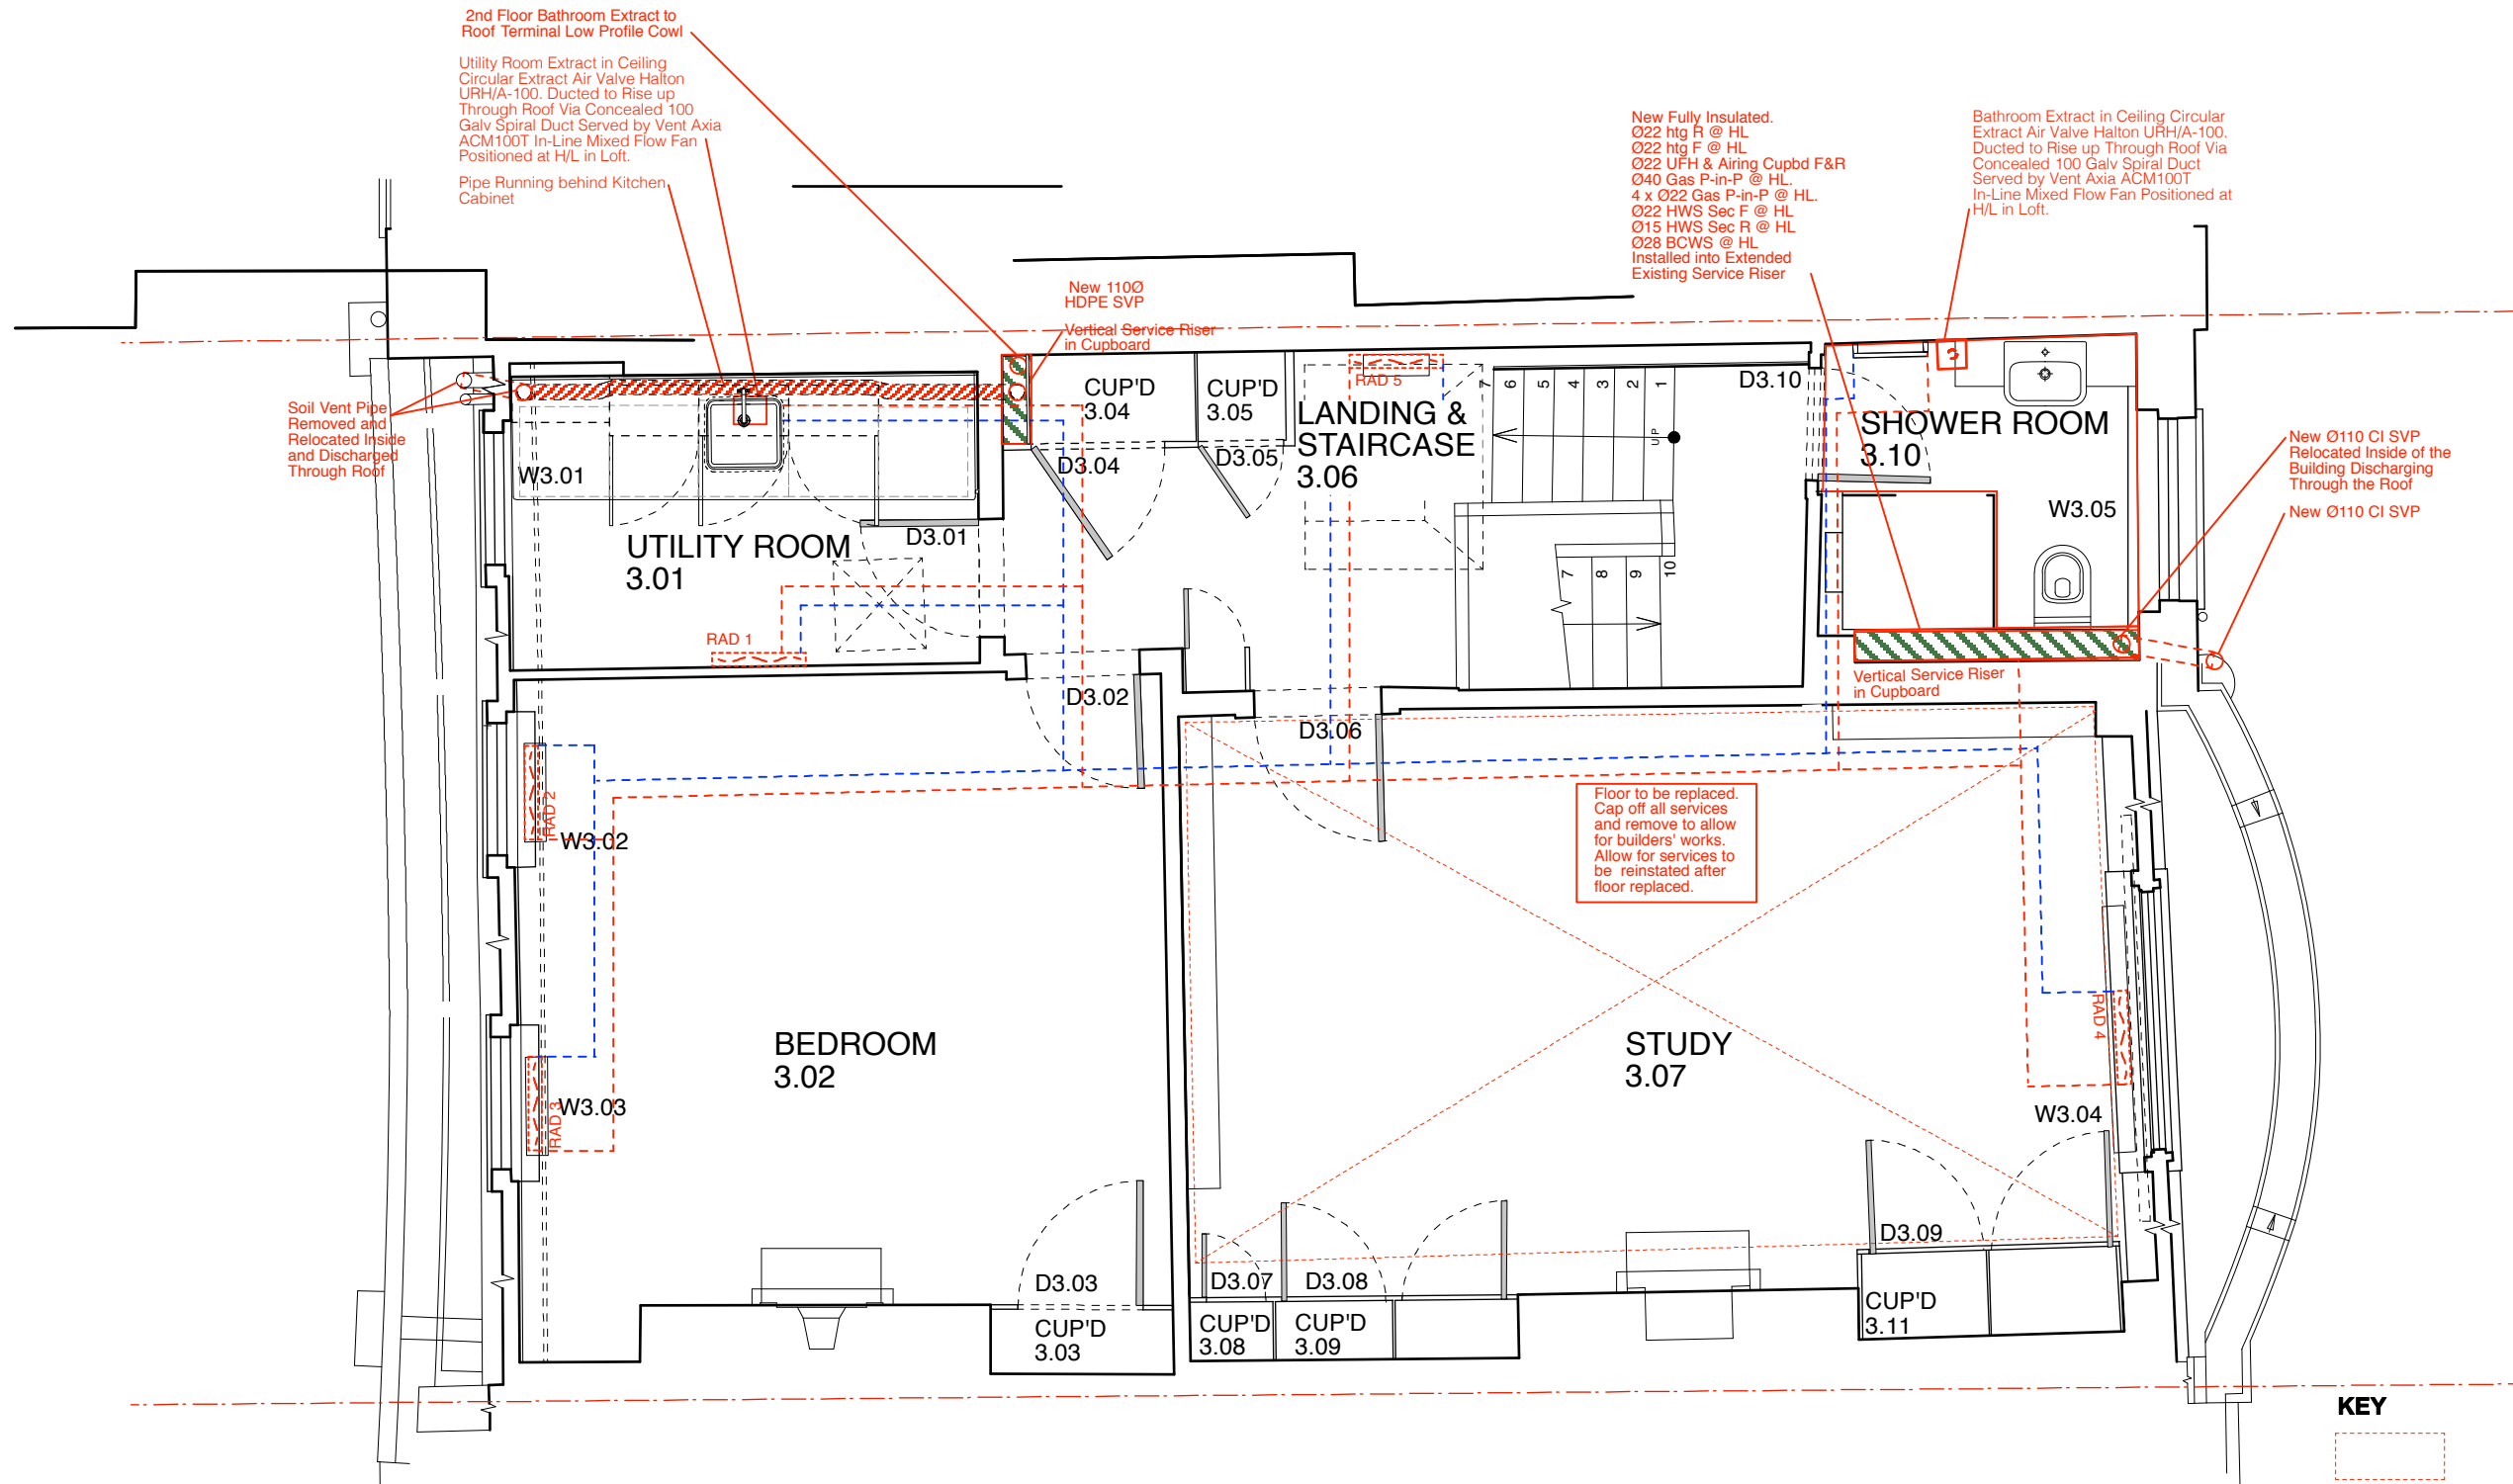 2nd Floor Bathroom Extract to
Roof Terminal Low Profile Cowl
Utility Room Extract in Ceiling
Circular Extract Air Valve Halton
URH/A-100. Ducted to Rise up
Through Roof Via Concealed 100
Galv Spiral Duct Served by Vent Axia
ACM100T In-Line Mixed Flow Fan
Positioned at H/L in Loft.
Pipe Running behind Kitchen
Cabinet
New Fully Insulated.
Ø22 htg R @ HL
Ø22 htg F @ HL
Ø22 UFH & Airing Cupbd F&R
Ø40 Gas P-in-P @ HL.
4 x Ø22 Gas P-in-P @ HL.
Ø22 HWS Sec F @ HL
Ø15 HWS Sec R @ HL
Ø28 BCWS @ HL
Installed into Extended
Existing Service Riser
Bathroom Extract in Ceiling Circular
Extract Air Valve Halton URH/A-100.
Ducted to Rise up Through Roof Via
Concealed 100 Galv Spiral Duct
Served by Vent Axia ACM100T
In-Line Mixed Flow Fan Positioned at
H/L in Loft.
New 110Ø
HDPE SVP
Vertical Service Riser
in Cupboard
Soil Vent Pipe
Removed and
Relocated Inside
and Discharged
Through Roof
W3.01
UTILITY ROOM
3.01
D3.01
RAD 1
CUP'D
3.04
CUP'D
3.05
D3.04
D3.05
RAD 5
LANDING &
STAIRCASE
3.06
7
6
5
4
3
2
1
UP
7
8
9
10
D3.10
SHOWER ROOM
3.10
W3.05
New Ø110 CI SVP
Relocated Inside of the
Building Discharging
Through the Roof
New Ø110 CI SVP
Vertical Service Riser
in Cupboard
D3.02
D3.06
RAD 2
W3.02
Floor to be replaced.
Cap off all services
and remove to allow
for builders' works.
Allow for services to
be reinstated after
floor replaced.
BEDROOM
3.02
STUDY
3.07
RAD 4
RAD 3
W3.03
W3.04
D3.03
D3.07
D3.08
D3.09
CUP'D
3.03
CUP'D
3.08
CUP'D
3.09
CUP'D
3.11
KEY